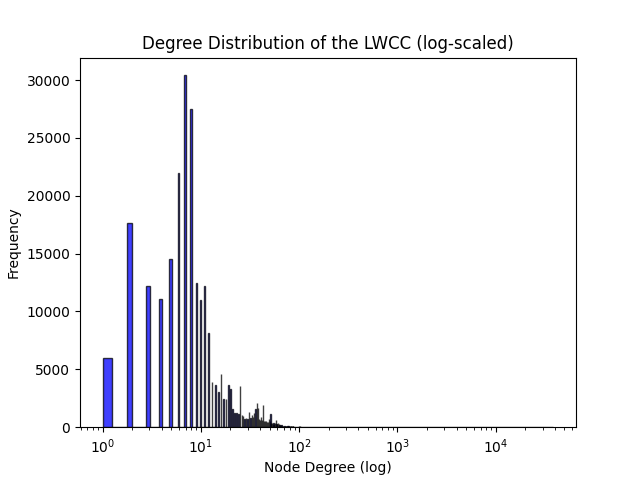 Degree Distribution of the LWCC (log-scaled)
Frequency
30000
25000
20000
15000
10000
5000
0
10⁰ 10¹ 10² 10³ 10⁴
Node Degree (log)